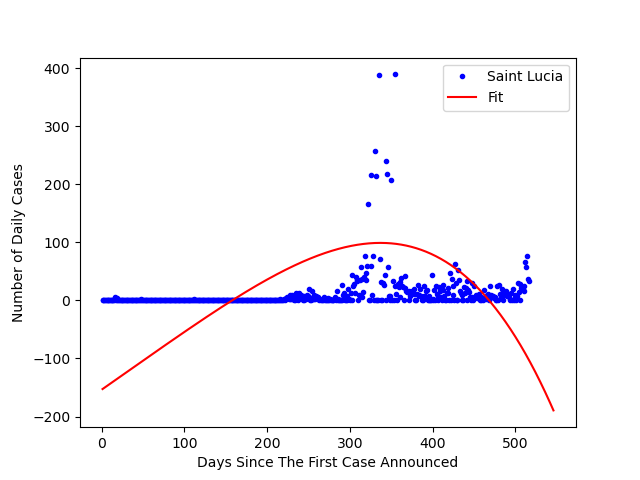 400
300
200
100
0
−100
−200
0 100 200 300 400 500
Number of Daily Cases
Days Since The First Case Announced
Saint Lucia
Fit